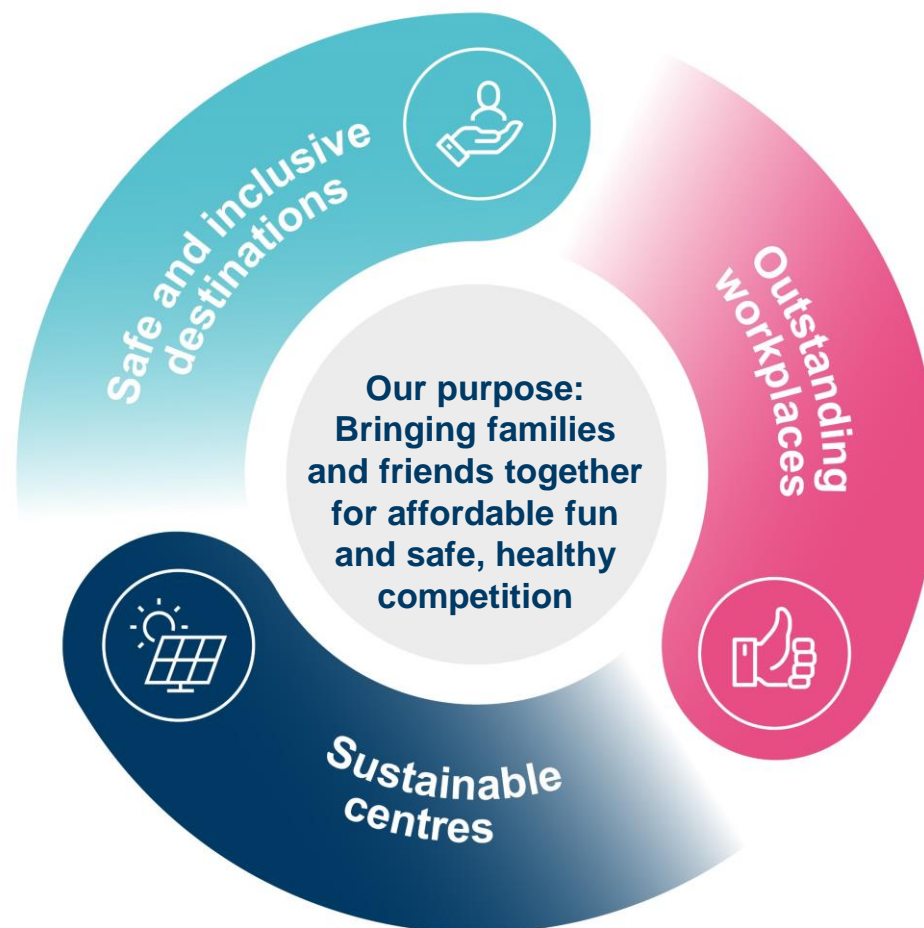 Safe and inclusive
destinations
Outstanding
workplaces
Our purpose:
Bringing families
and friends together
for affordable fun
and safe, healthy
competition
Sustainable
centres